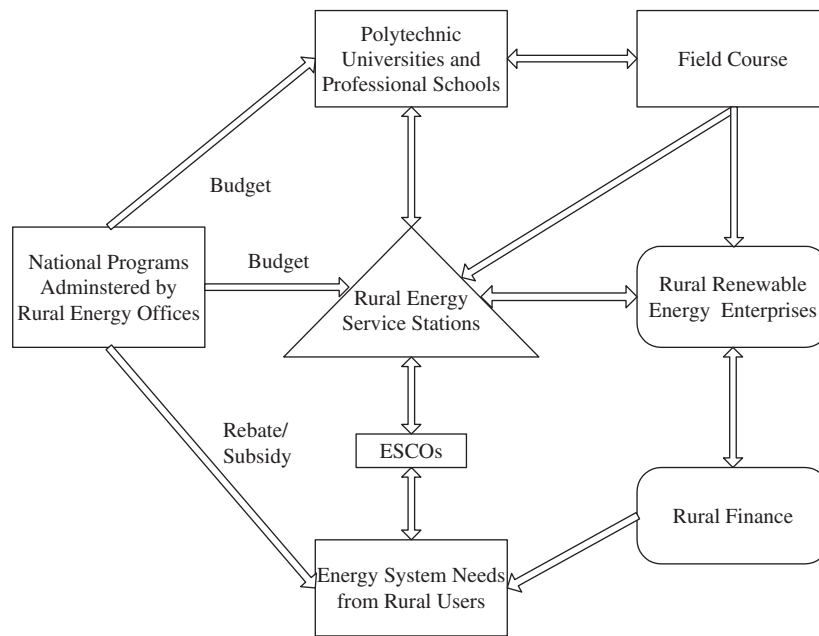 Polytechnic
Universities and
Professional Schools
Field Course
Budget
National Programs
Adminstered by
Rural Energy Offices
Budget
Rural Energy
Service Stations
Rural Renewable
Energy Enterprises
Rebate/
Subsidy
ESCOs
Rural Finance
Energy System Needs
from Rural Users